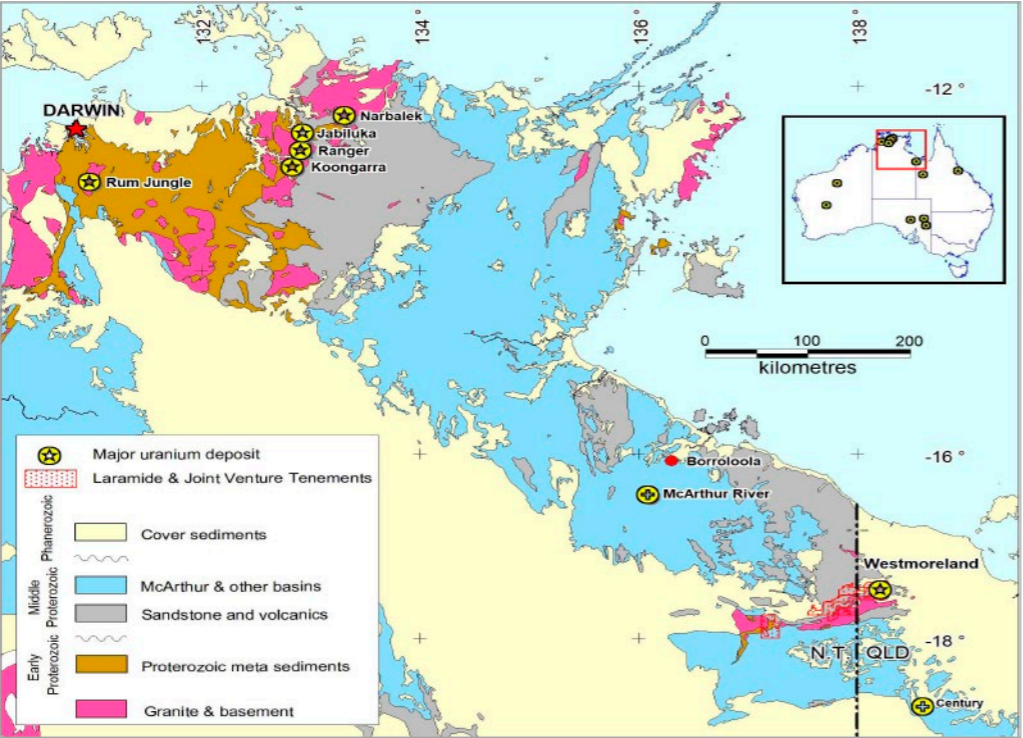 132 °
134 °
136 °
138 °
-12 °
DARWIN
Narbalek
Jabiluka
Ranger
Koongarra
Rum Jungle
0 100 200
kilometres
-16 °
Borroloola
McArthur River
Westmoreland
-18 °
N T QLD
Century
Major uranium deposit
Laramide & Joint Venture Tenements
Phanerozoic
Cover sediments
Middle
Proterozoic
McArthur & other basins
Sandstone and volcanics
Early
Proterozoic
Proterozoic meta sediments
Granite & basement